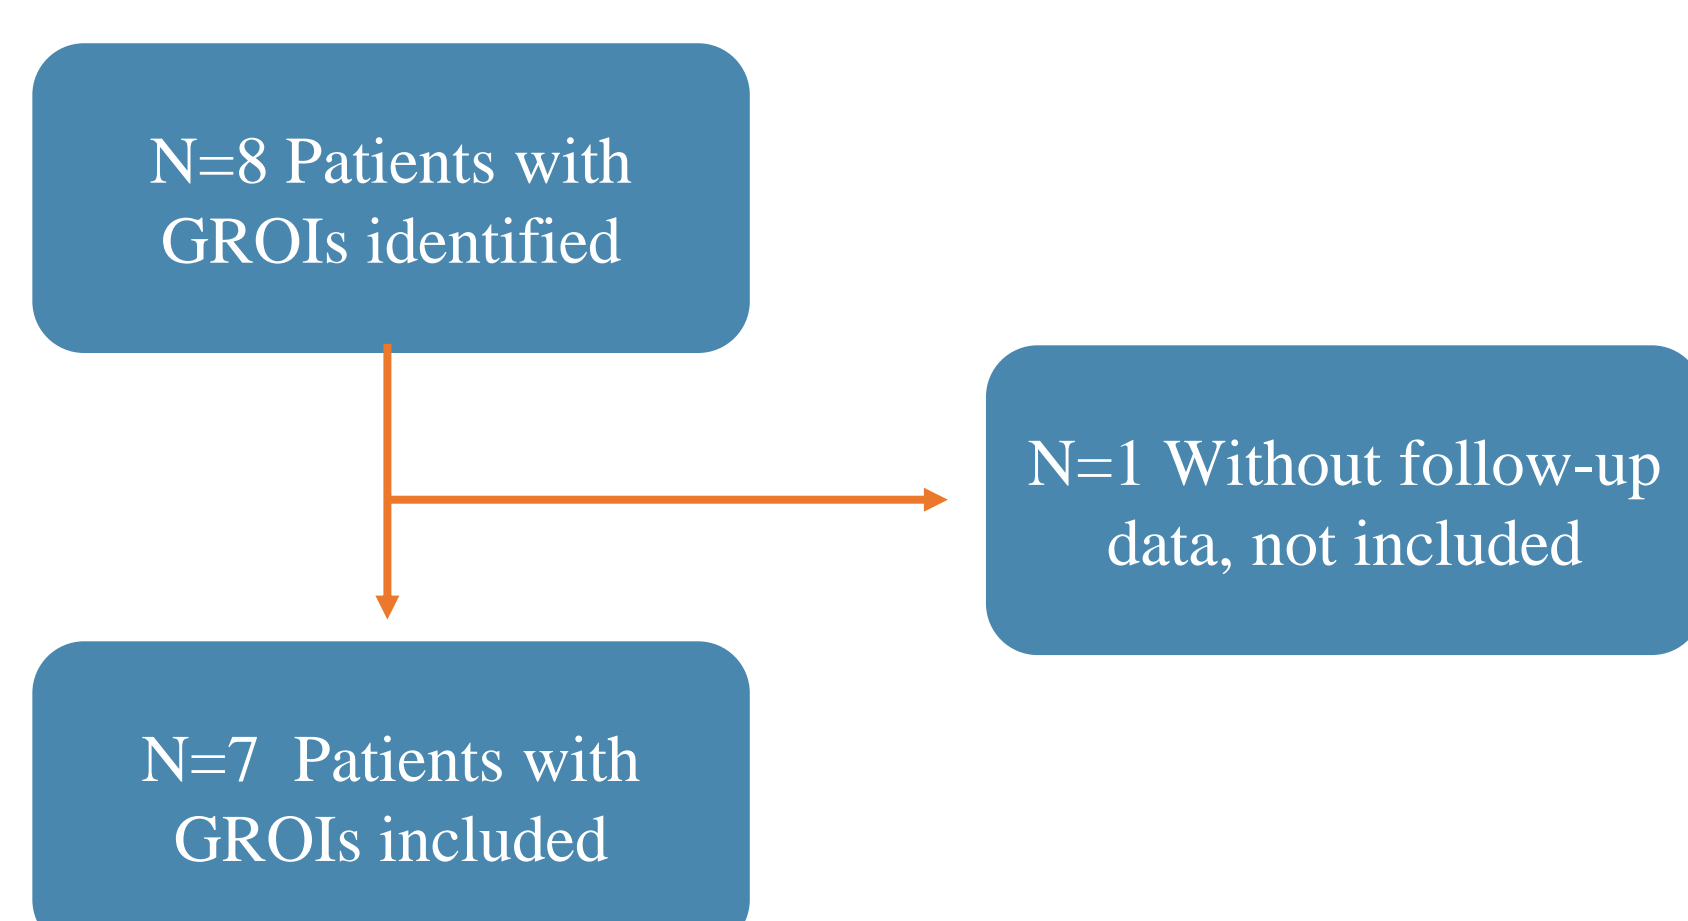 N=8 Patients with
GROIs identified
N=1 Without follow-up
data, not included
N=7  Patients with
GROIs included